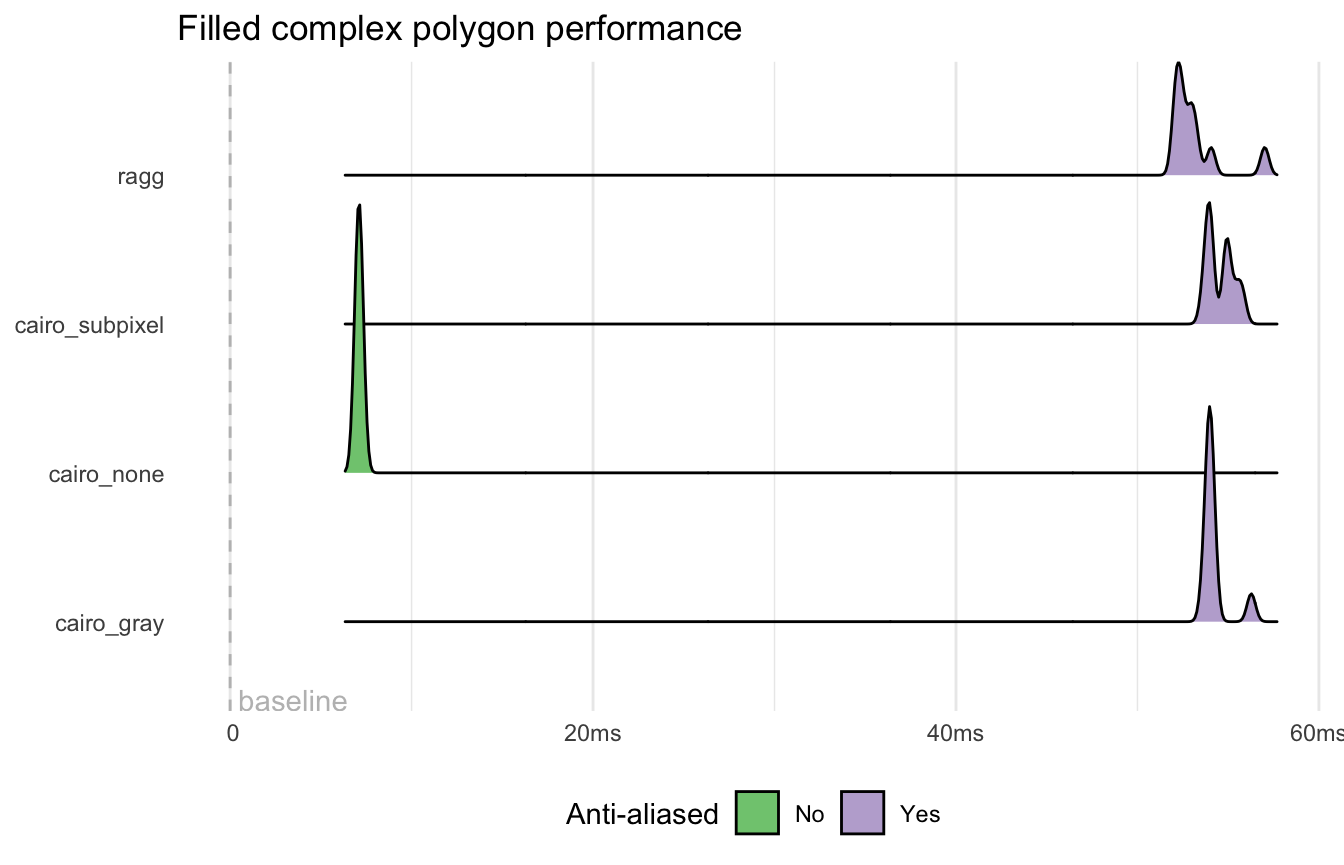 Filled complex polygon performance
ragg
cairo_subpixel
cairo_none
cairo_gray
baseline
0 20ms 40ms 60ms
Anti-aliased No Yes